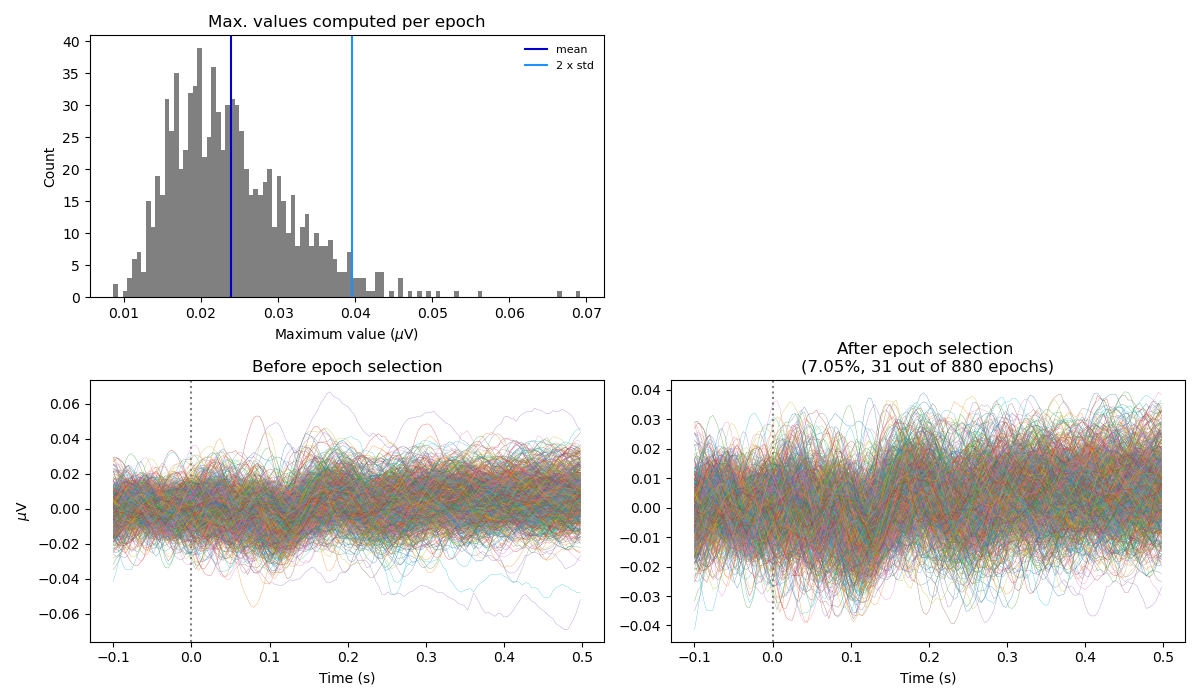 Max. values computed per epoch
40
35
30
25
20
15
10
5
0
Count
mean
2 x std
0.01 0.02 0.03 0.04 0.05 0.06 0.07
Maximum value (μV)
Before epoch selection
0.06
0.04
0.02
0.00
−0.02
−0.04
−0.06
μV
−0.1 0.0 0.1 0.2 0.3 0.4 0.5
Time (s)
After epoch selection
(7.05%, 31 out of 880 epochs)
0.04
0.03
0.02
0.01
0.00
−0.01
−0.02
−0.03
−0.04
−0.1 0.0 0.1 0.2 0.3 0.4 0.5
Time (s)